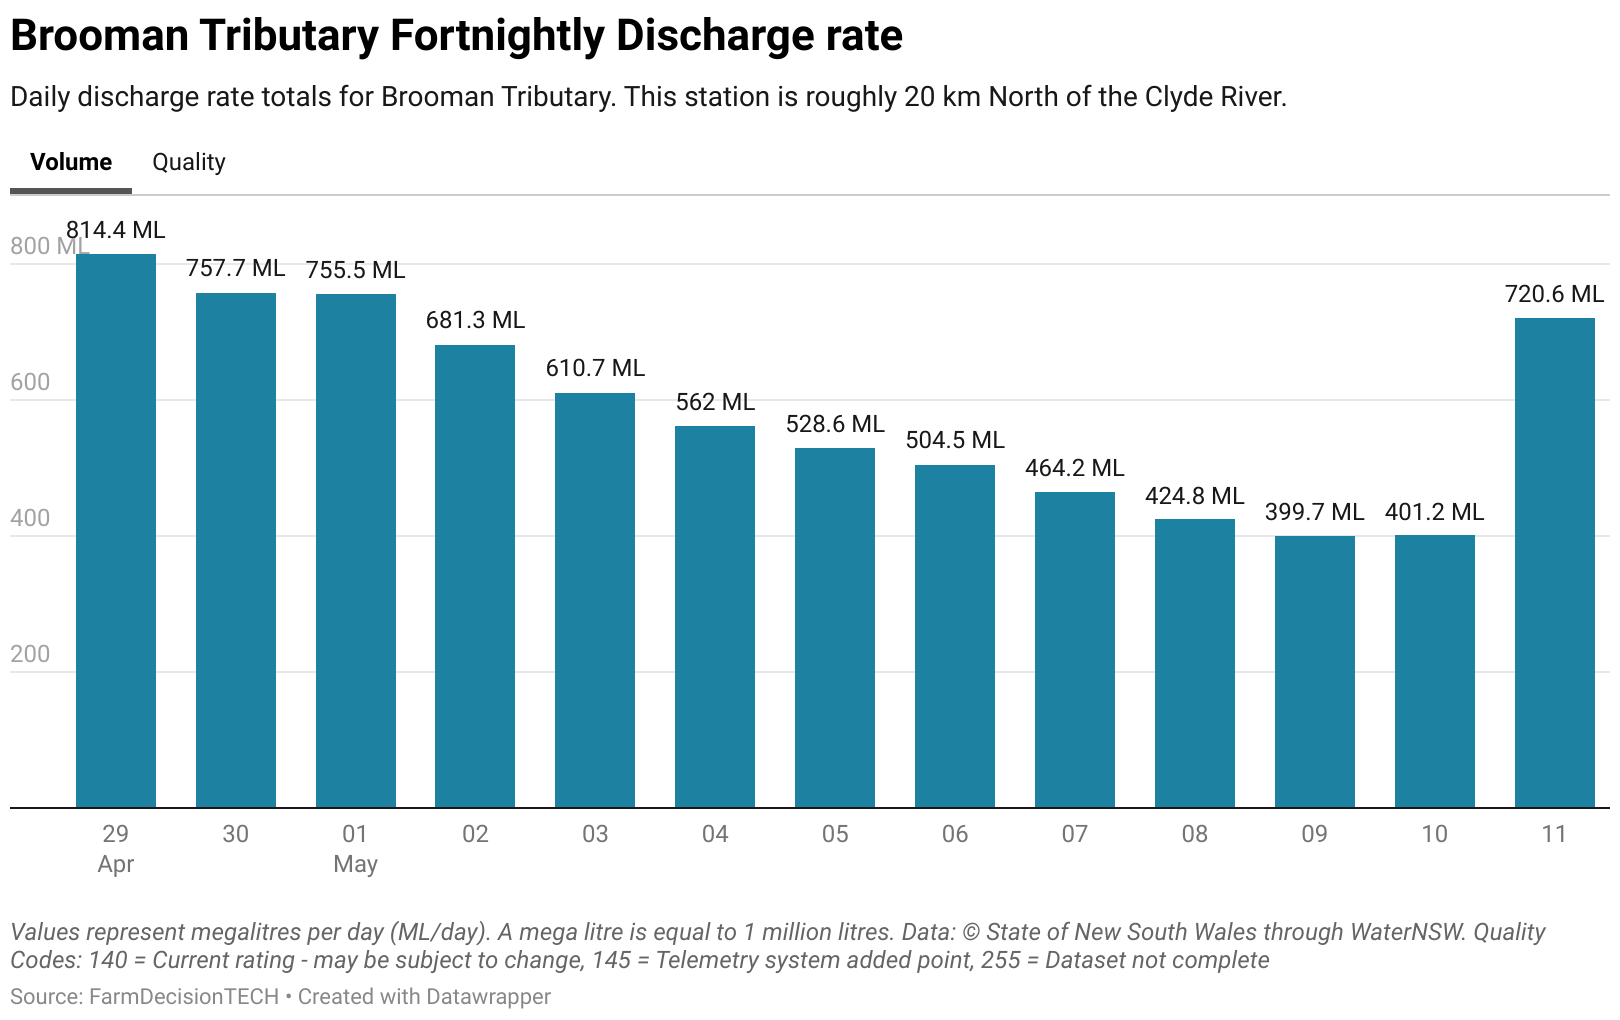 Brooman Tributary Fortnightly Discharge rate
Daily discharge rate totals for Brooman Tributary. This station is roughly 20 km North of the Clyde River.
Volume Quality
814.4 ML
800 ML
757.7 ML 755.5 ML
720.6 ML
681.3 ML
610.7 ML
600
562 ML
528.6 ML
504.5 ML
464.2 ML
424.8 ML
399.7 ML 401.2 ML
400
200
29 30 01 02 03 04 05 06 07 08 09 10 11
Apr May
Values represent megalitres per day (ML/day). A mega litre is equal to 1 million litres. Data: © State of New South Wales through WaterNSW. Quality
Codes: 140 = Current rating - may be subject to change, 145 = Telemetry system added point, 255 = Dataset not complete
Source: FarmDecisionTECH • Created with Datawrapper